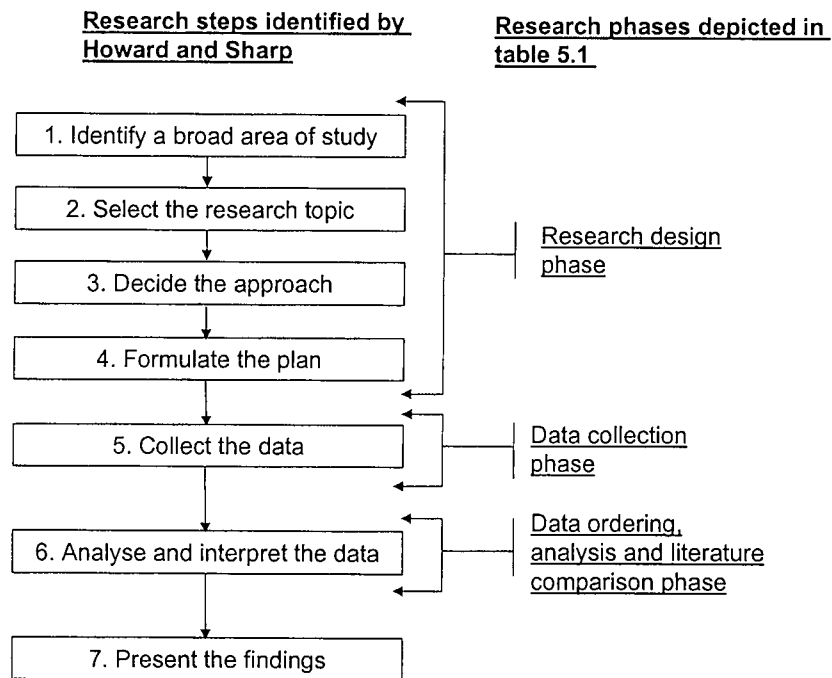 Research steps identified by
Howard and Sharp
Research phases depicted in
table 5.1
1. Identify a broad area of study
2. Select the research topic
3. Decide the approach
4. Formulate the plan
Research design
phase
5. Collect the data
Data collection
phase
6. Analyse and interpret the data
Data ordering,
analysis and literature
comparison phase
7. Present the findings